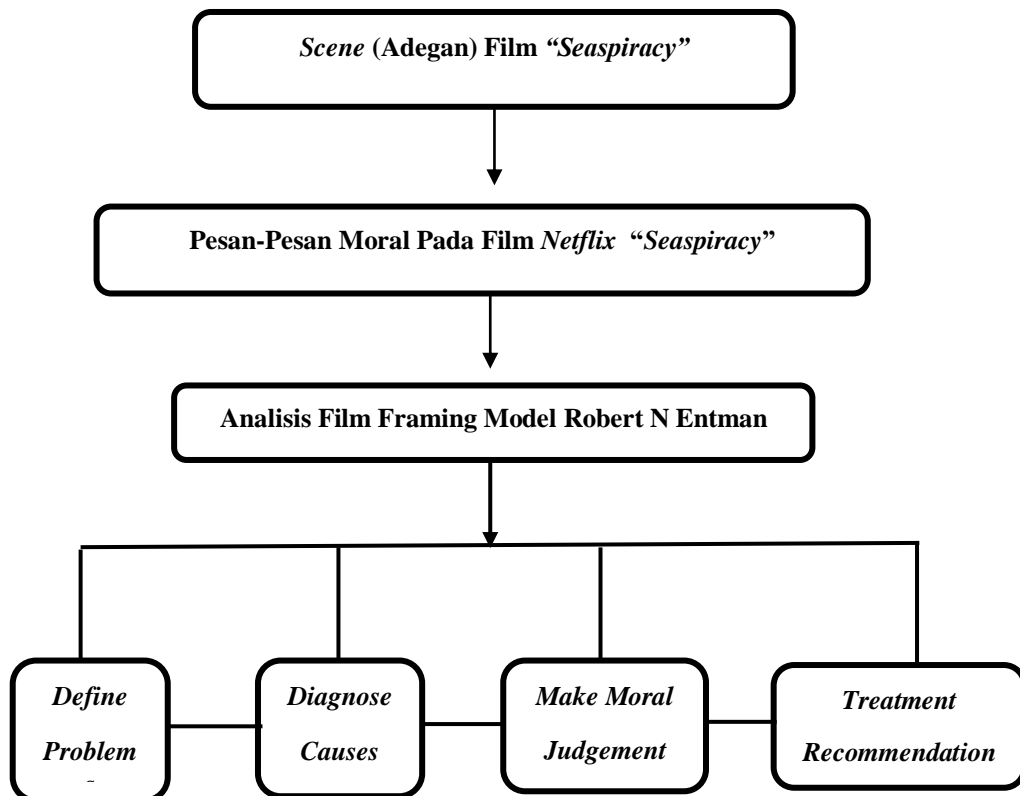 Scene (Adegan) Film “Seaspiracy”
Pesan-Pesan Moral Pada Film Netflix “Seaspiracy”
Analisis Film Framing Model Robert N Entman
Define
Problem
Diagnose
Causes
Make Moral
Judgement
Treatment
Recommendation